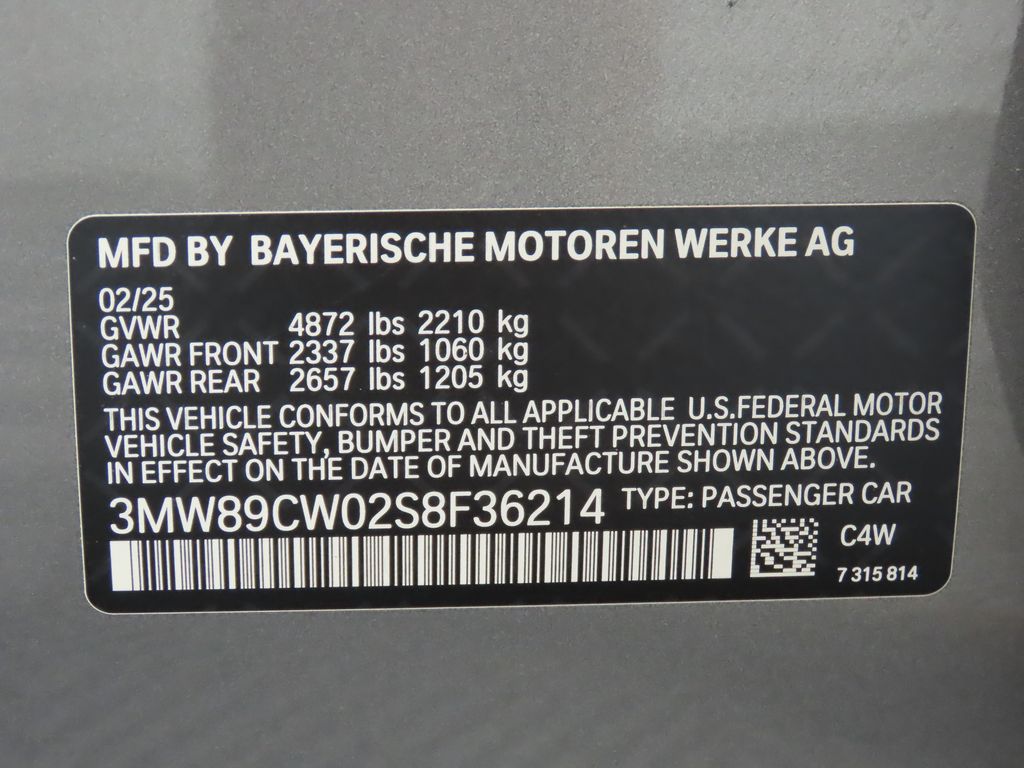 MFD BY BAYERISCHE MOTOREN WERKE AG
02/25
GVWR 4872 lbs 2210 kg
GAWR FRONT 2337 lbs 1060 kg
GAWR REAR 2657 lbs 1205 kg
THIS VEHICLE CONFORMS TO ALL APPLICABLE U.S.FEDERAL MOTOR
VEHICLE SAFETY, BUMPER AND THEFT PREVENTION STANDARDS
IN EFFECT ON THE DATE OF MANUFACTURE SHOWN ABOVE.
3MW89CW02S8F36214 TYPE: PASSENGER CAR
C4W
7 315 814